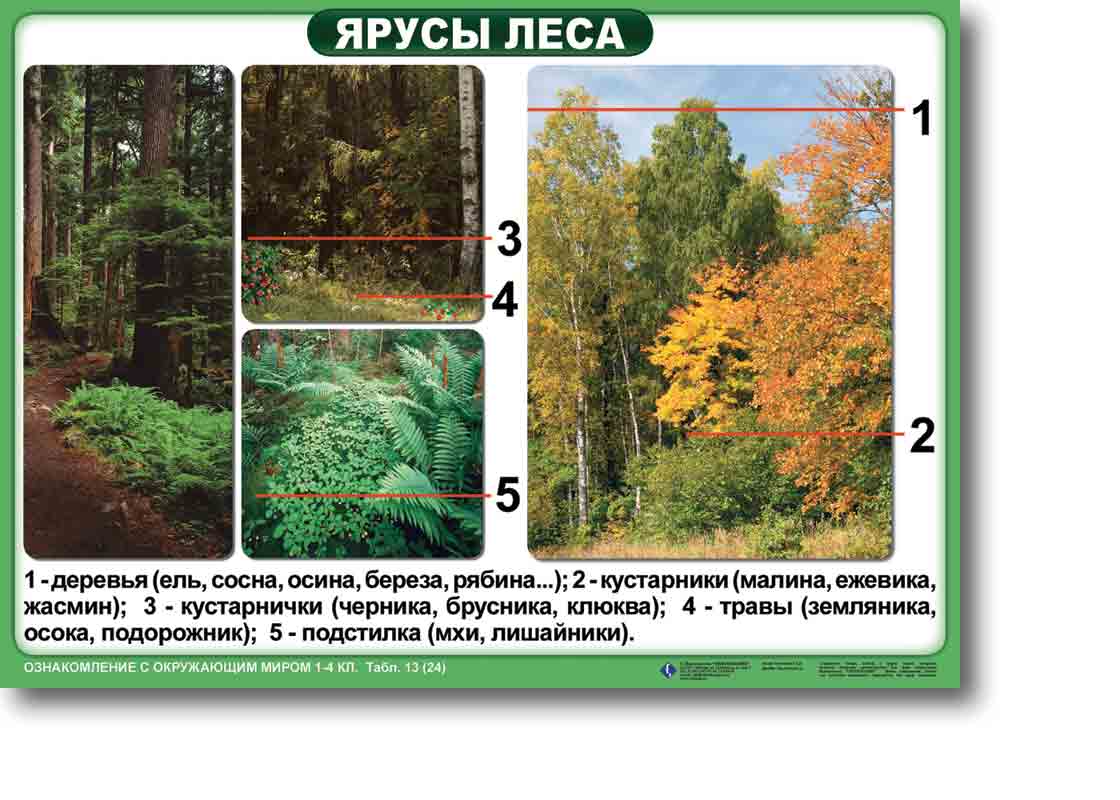 ЯРУСЫ ЛЕСА
1
3
4
2
5
1 - деревья (ель, сосна, осина, береза, рябина...); 2 - кустарники (малина, ежевика,
жасмин); 3 - кустарнички (черника, брусника, клюква); 4 - травы (земляника,
осока, подорожник); 5 - подстилка (мхи, лишайники).
ОЗНАКОМЛЕНИЕ С ОКРУЖАЮЩИМ МИРОМ 1-4 КЛ. Табл. 13 (24)